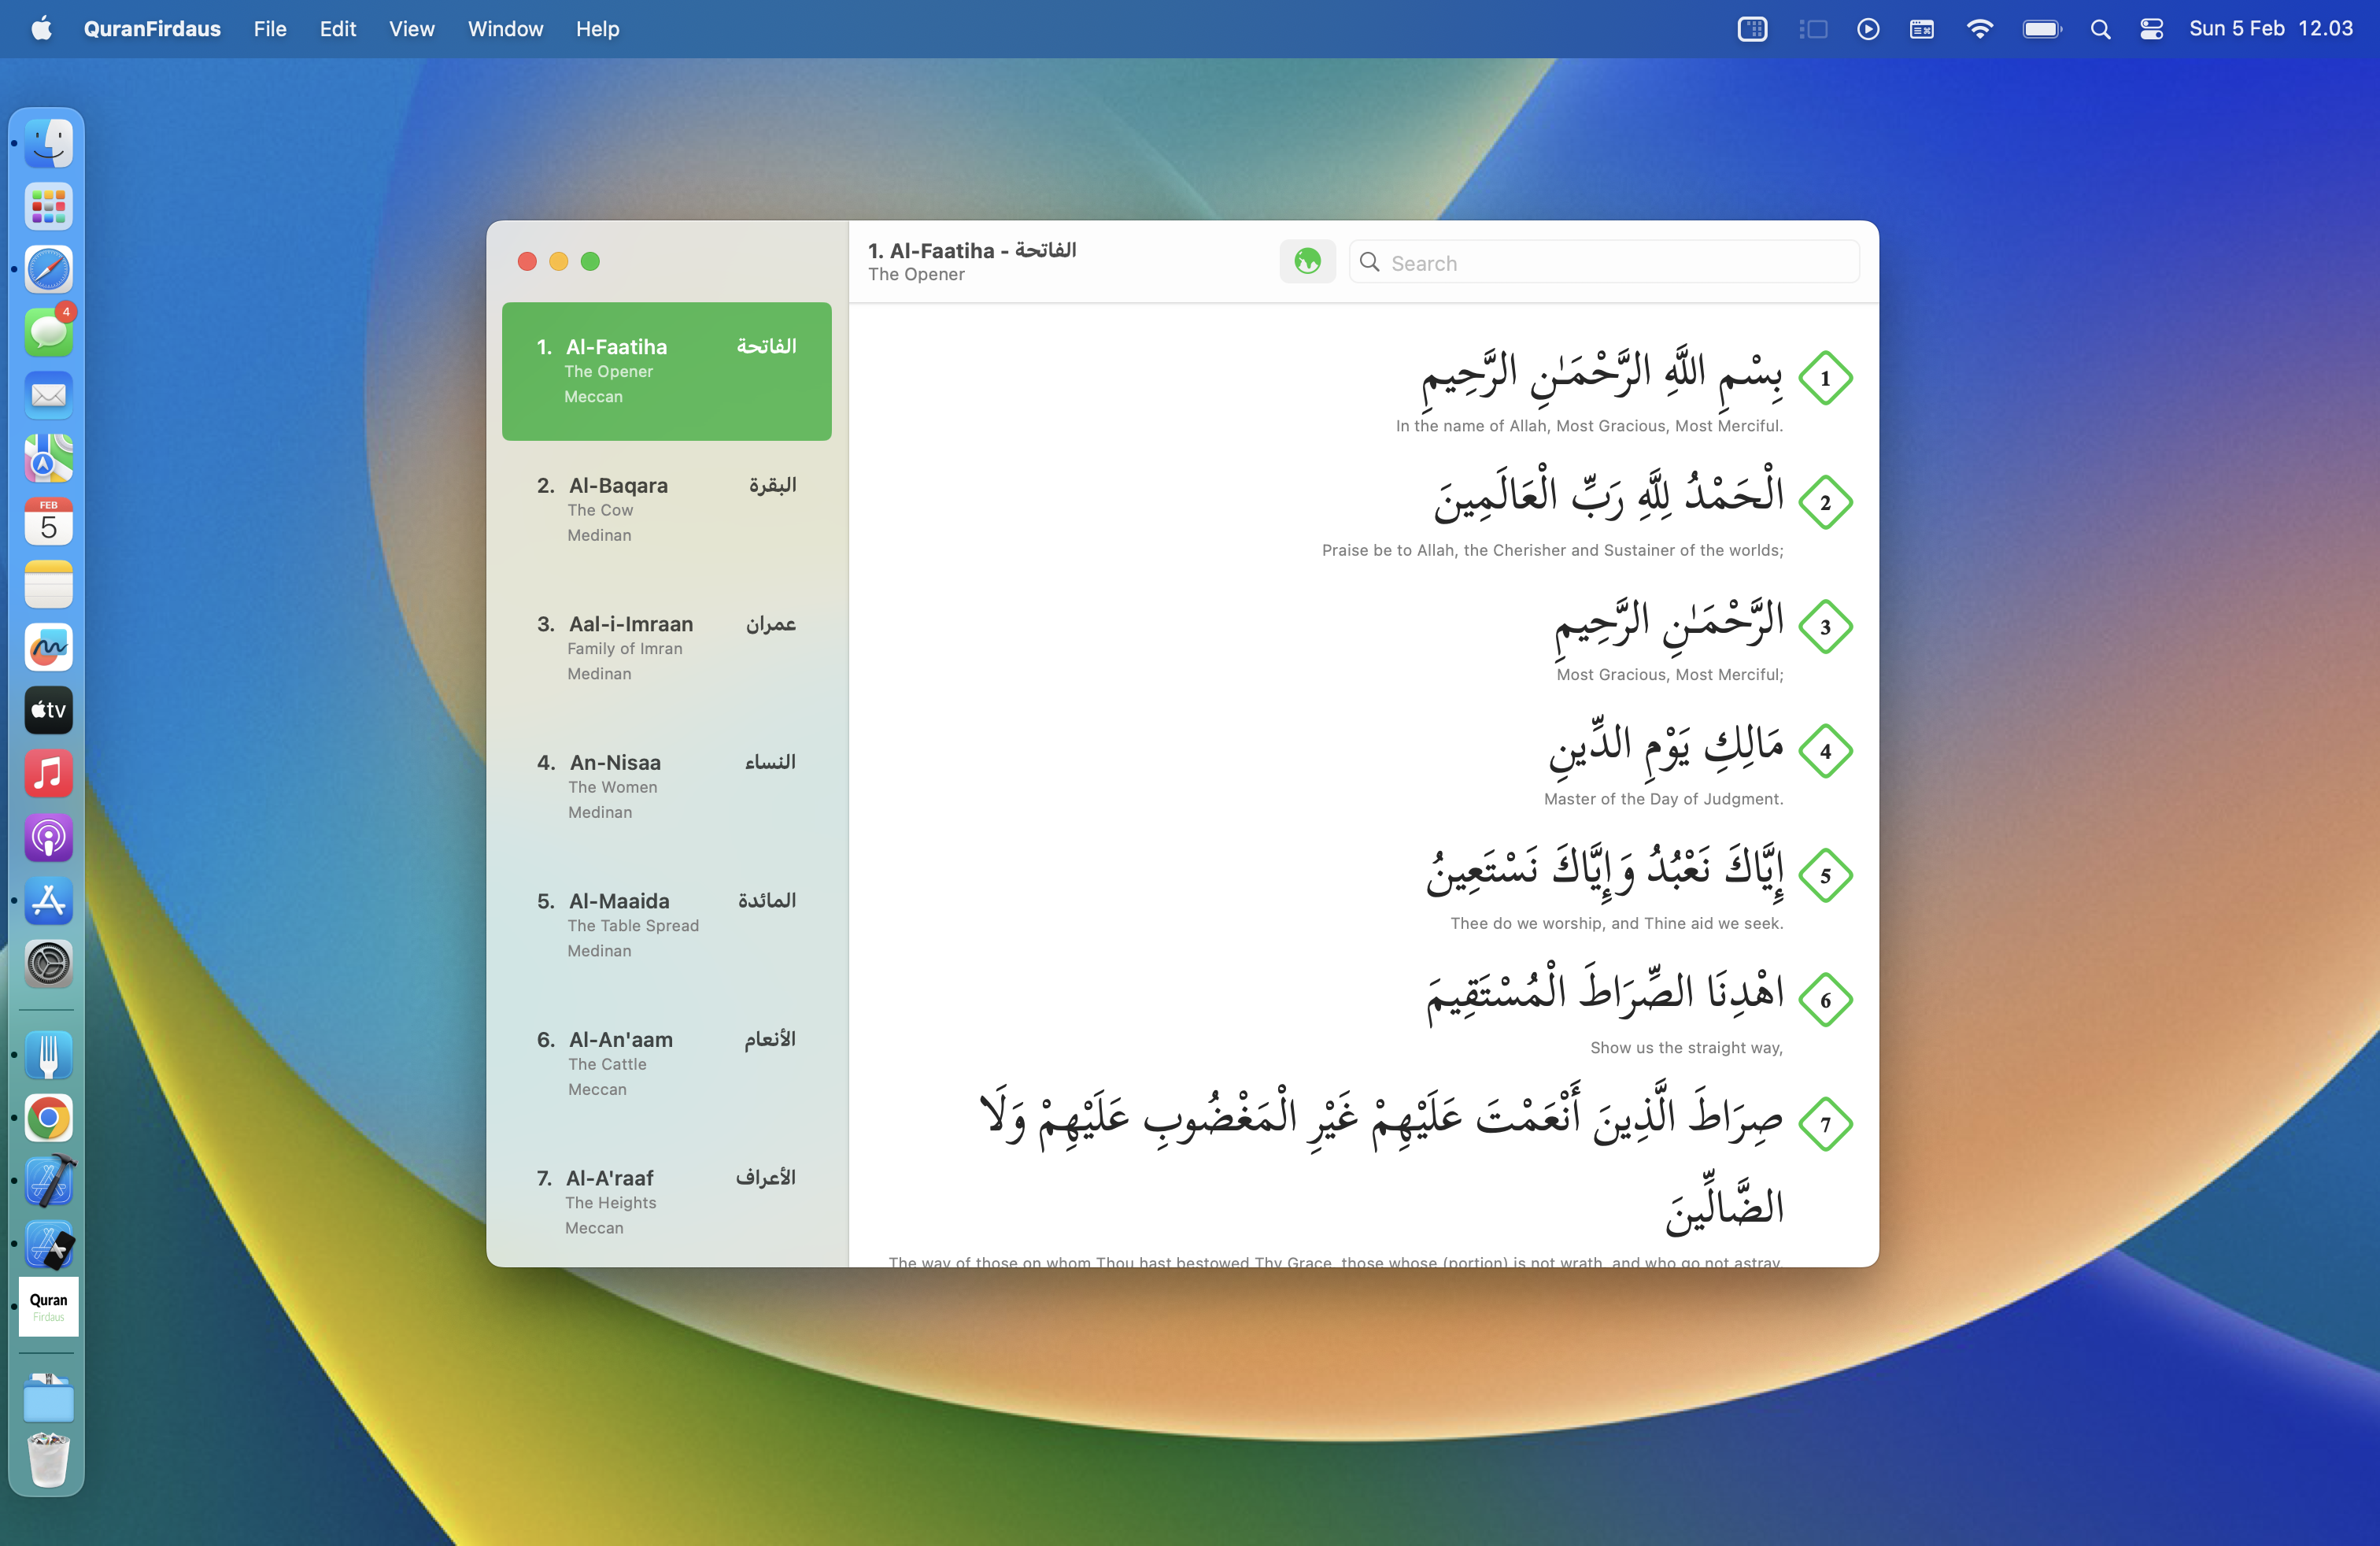 QuranFirdaus File Edit View Window Help Sun 5 Feb 12.03
4
FEB
5
tv
Quran
Firdaus
1. Al-Faatiha الفاتحة
The Opener
Meccan
2. Al-Baqara البقرة
The Cow
Medinan
3. Aal-i-Imraan عمران
Family of Imran
Medinan
4. An-Nisaa النساء
The Women
Medinan
5. Al-Maaida المائدة
The Table Spread
Medinan
6. Al-An'aam الأنعام
The Cattle
Meccan
7. Al-A'raaf الأعراف
The Heights
Meccan
1. Al-Faatiha - الفاتحة
The Opener
Search
بِسْمِ اللَّهِ الرَّحْمَـٰنِ الرَّحِيمِ 1
In the name of Allah, Most Gracious, Most Merciful.
الْحَمْدُ لِلَّهِ رَبِّ الْعَالَمِينَ 2
Praise be to Allah, the Cherisher and Sustainer of the worlds;
الرَّحْمَـٰنِ الرَّحِيمِ 3
Most Gracious, Most Merciful;
مَالِكِ يَوْمِ الدِّينِ 4
Master of the Day of Judgment.
إِيَّاكَ نَعْبُدُ وَإِيَّاكَ نَسْتَعِينُ 5
Thee do we worship, and Thine aid we seek.
اهْدِنَا الصِّرَاطَ الْمُسْتَقِيمَ 6
Show us the straight way,
صِرَاطَ الَّذِينَ أَنْعَمْتَ عَلَيْهِمْ غَيْرِ الْمَغْضُوبِ عَلَيْهِمْ وَلَا 7
الضَّالِّينَ
The way of those on whom Thou hast bestowed Thy Grace, those whose (portion) is not wrath, and who go not astray.